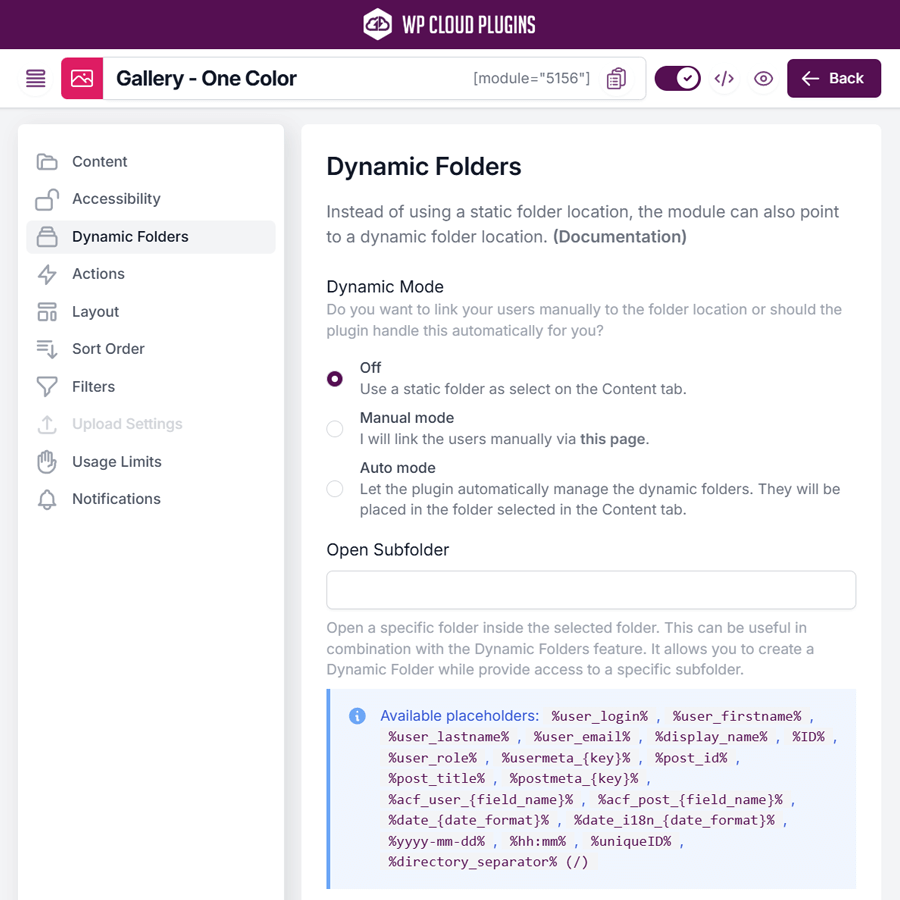 WP CLOUD PLUGINS
Gallery - One Color
[module="5156"]
Back
Content
Accessibility
Dynamic Folders
Actions
Layout
Sort Order
Filters
Upload Settings
Usage Limits
Notifications
Dynamic Folders
Instead of using a static folder location, the module can also point
to a dynamic folder location. (Documentation)
Dynamic Mode
Do you want to link your users manually to the folder location or should the
plugin handle this automatically for you?
Off
Use a static folder as select on the Content tab.
Manual mode
I will link the users manually via this page.
Auto mode
Let the plugin automatically manage the dynamic folders. They will be
placed in the folder selected in the Content tab.
Open Subfolder
Open a specific folder inside the selected folder. This can be useful in
combination with the Dynamic Folders feature. It allows you to create a
Dynamic Folder while provide access to a specific subfolder.
Available placeholders: %user_login% , %user_firstname% ,
%user_lastname% , %user_email% , %display_name% , %ID% ,
%user_role% , %usermeta_{key}% , %post_id% ,
%post_title% , %postmeta_{key}% ,
%acf_user_{field_name}% , %acf_post_{field_name}% ,
%date_{date_format}% , %date_i18n_{date_format}% ,
%yyyy-mm-dd% , %hh:mm% , %uniqueID% ,
%directory_separator% (/)